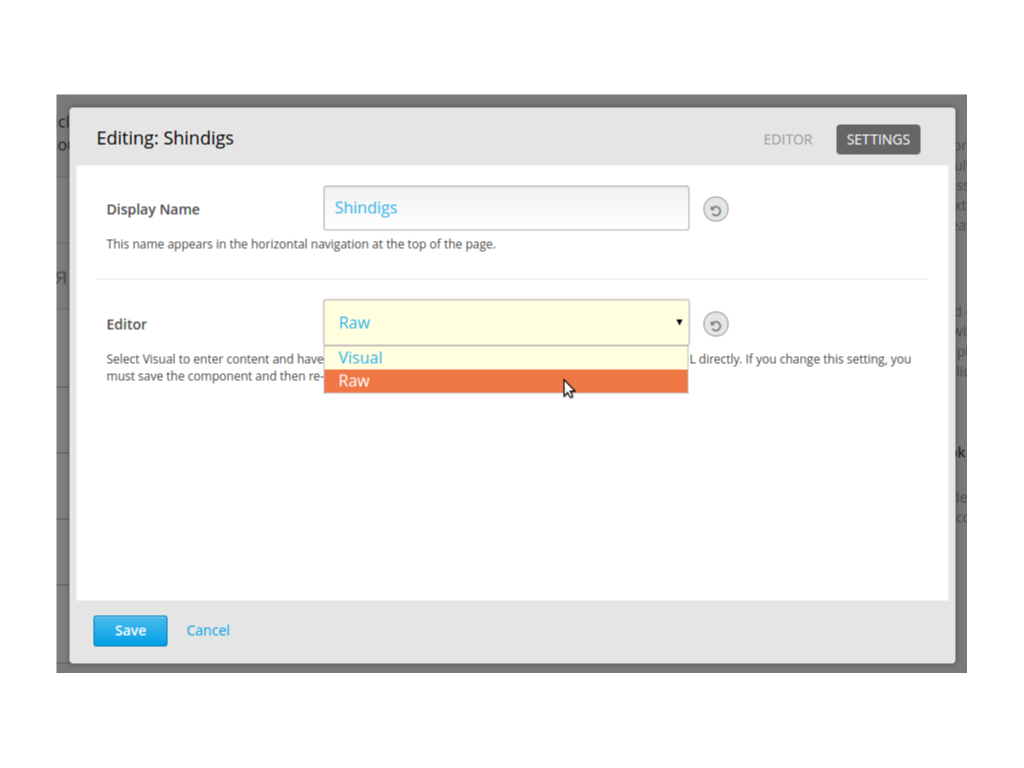 Editing: Shindigs
EDITOR
SETTINGS
Display Name
Shindigs
This name appears in the horizontal navigation at the top of the page.
Editor
Raw
Select Visual to enter content and have
L directly. If you change this setting, you
Visual
must save the component and then re-
Raw
Save
Cancel